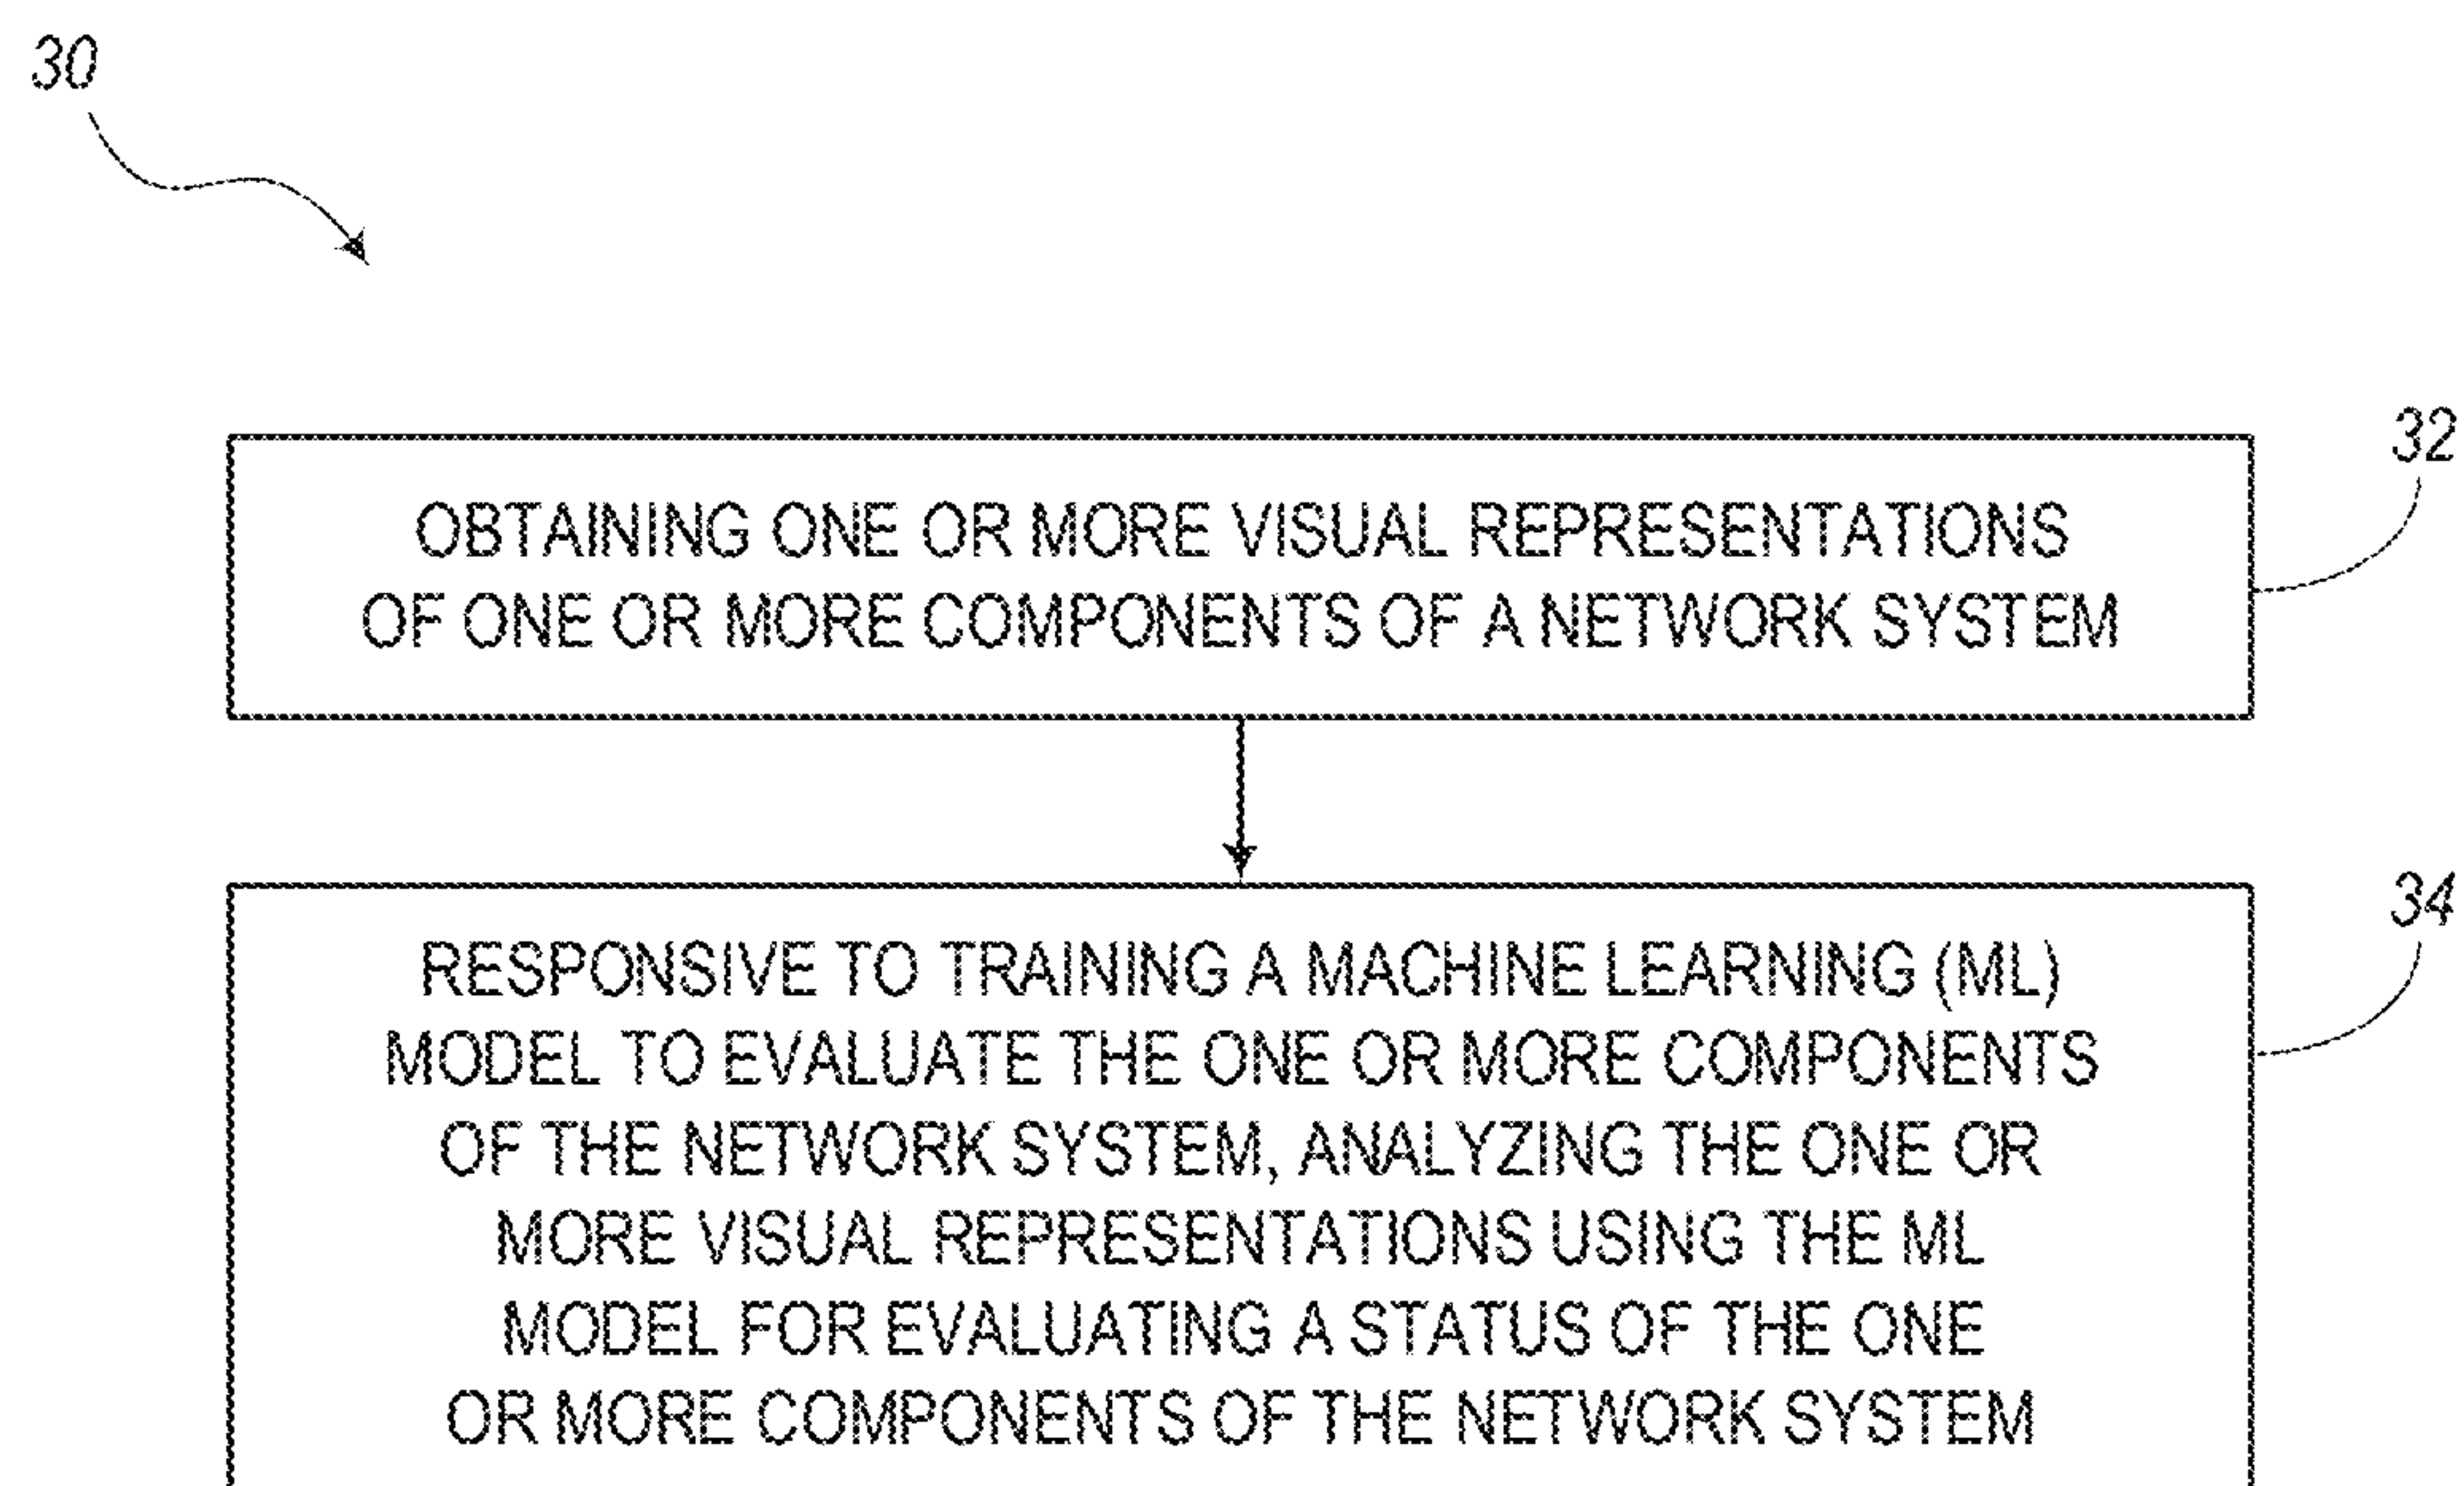 30
32
OBTAINING ONE OR MORE VISUAL REPRESENTATIONS
OF ONE OR MORE COMPONENTS OF A NETWORK SYSTEM
34
RESPONSIVE TO TRAINING A MACHINE LEARNING (ML)
MODEL TO EVALUATE THE ONE OR MORE COMPONENTS
OF THE NETWORK SYSTEM, ANALYZING THE ONE OR
MORE VISUAL REPRESENTATIONS USING THE ML
MODEL FOR EVALUATING A STATUS OF THE ONE
OR MORE COMPONENTS OF THE NETWORK SYSTEM